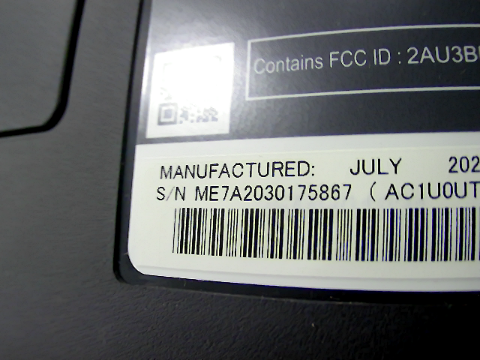 Contains FCC ID : 2AU3B
MANUFACTURED: JULY 202
S/N ME7A2030175867 ( AC1U0UT